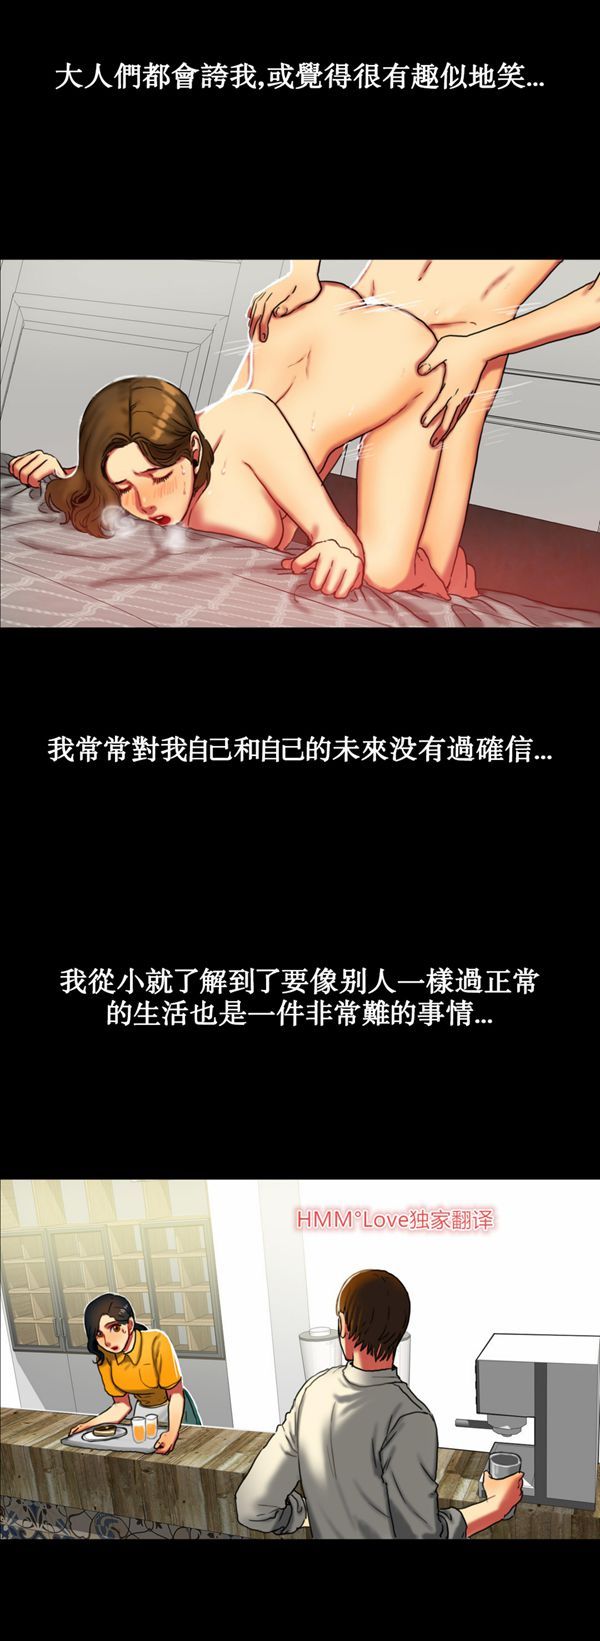 大人們都會誇我,或覺得很有趣似地笑...
我常常對我自己和自己的未來没有過確信...
我從小就了解到了要像别人一樣過正常
的生活也是一件非常難的事情...
HMM°Love独家翻译